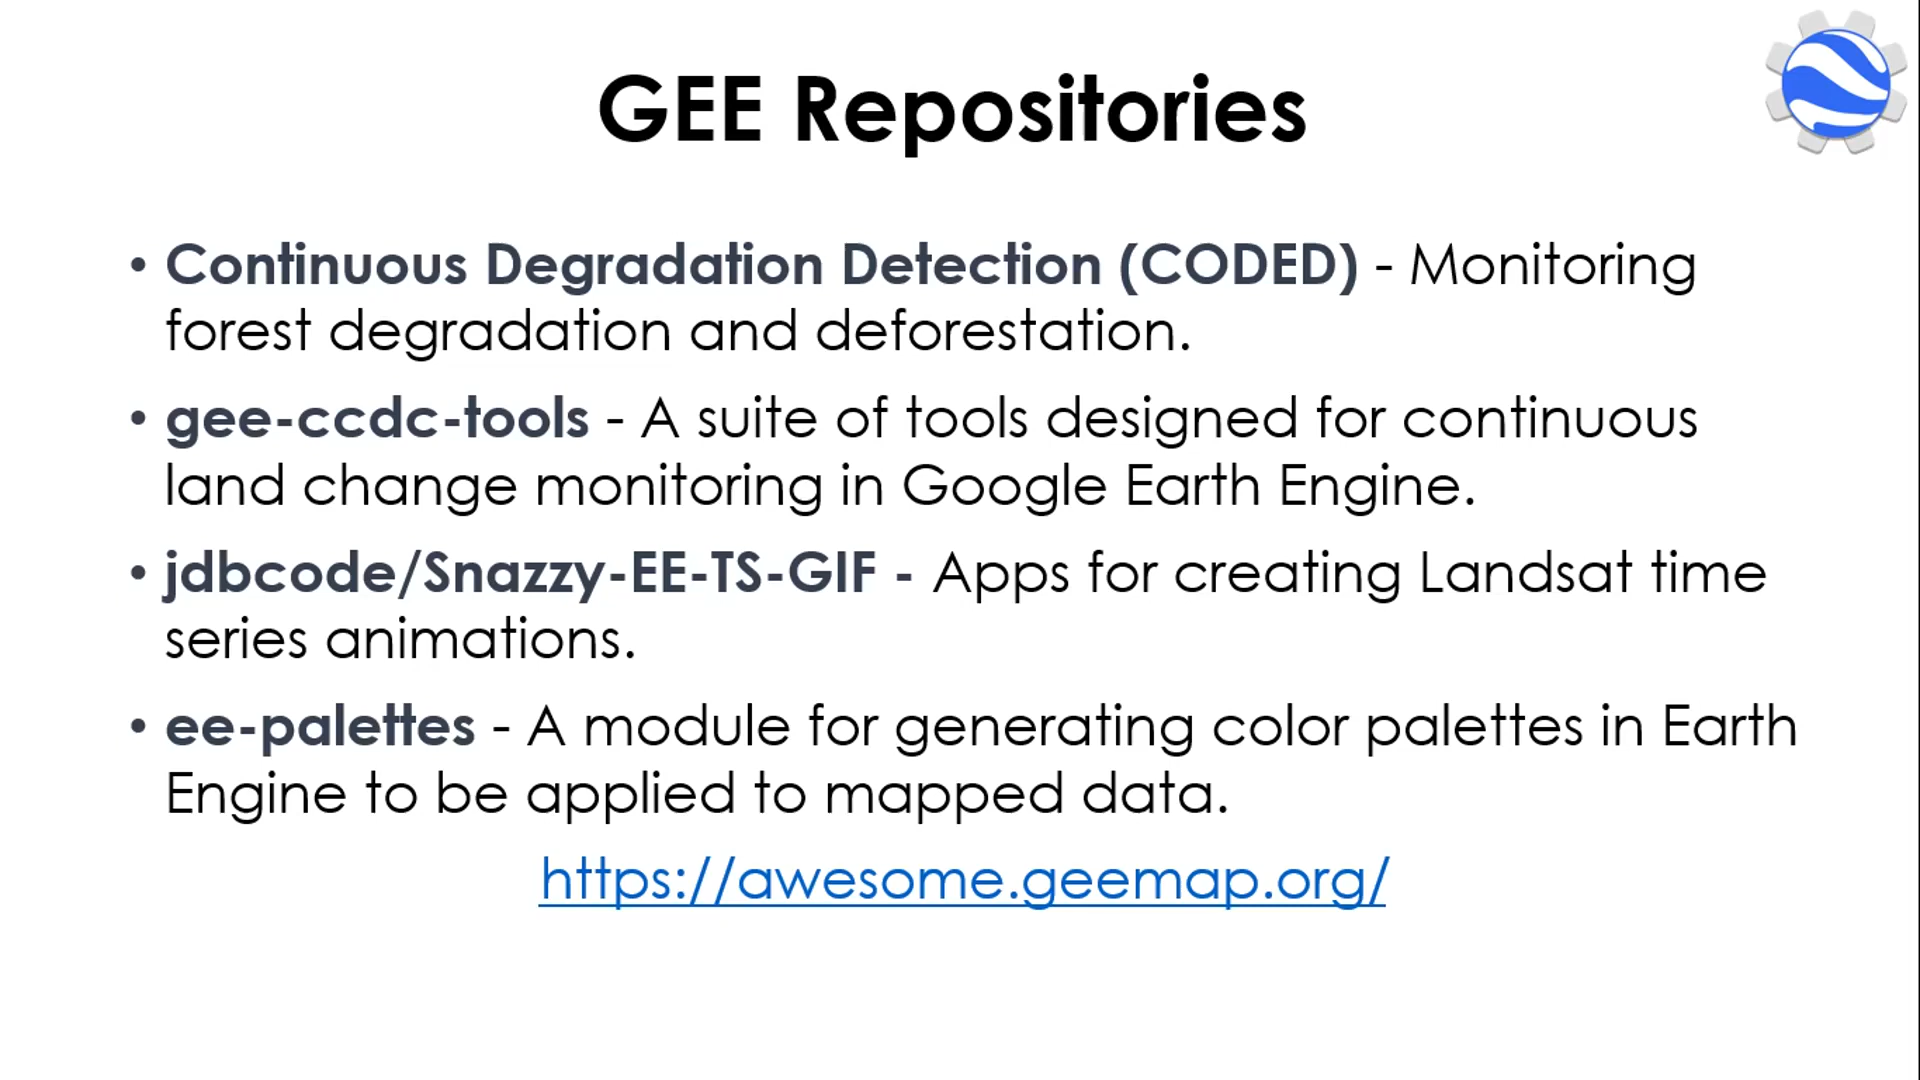 GEE Repositories
• Continuous Degradation Detection (CODED) - Monitoring
forest degradation and deforestation.
• gee-ccdc-tools - A suite of tools designed for continuous
land change monitoring in Google Earth Engine.
• jdbcode/Snazzy-EE-TS-GIF - Apps for creating Landsat time
series animations.
• ee-palettes - A module for generating color palettes in Earth
Engine to be applied to mapped data.
https://awesome.geemap.org/